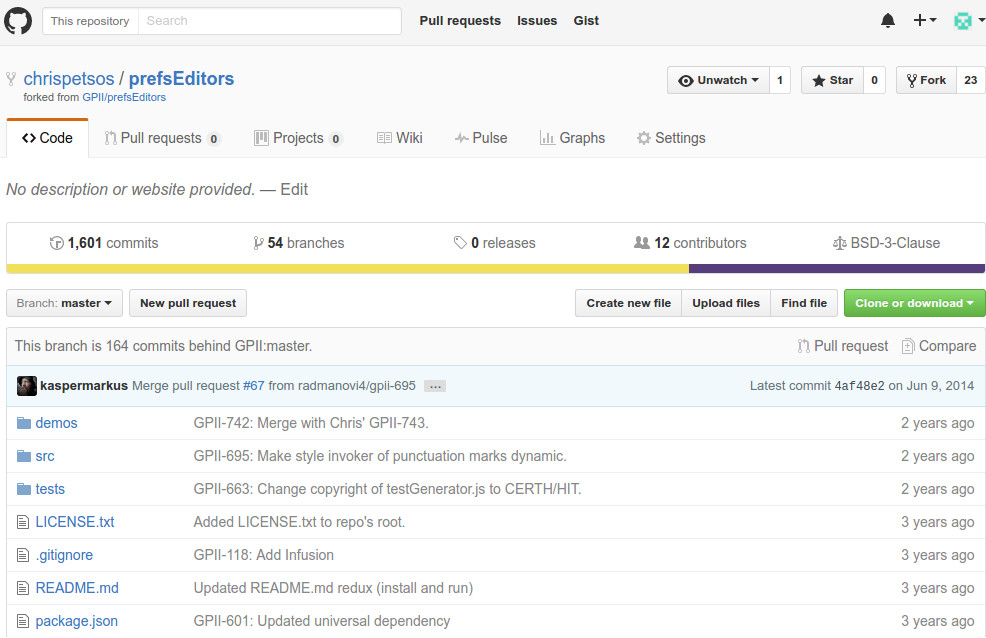 This repository Search Pull requests Issues Gist
chrispetsos / prefsEditors Unwatch 1 Star 0 Fork 23
forked from GPII/prefsEditors
Code Pull requests 0 Projects 0 Wiki Pulse Graphs Settings
No description or website provided. — Edit
1,601 commits 54 branches 0 releases 12 contributors BSD-3-Clause
Branch: master New pull request Create new file Upload files Find file Clone or download
This branch is 164 commits behind GPII:master. Pull request Compare
kaspermarkus Merge pull request #67 from radmanovi4/gpii-695 ... Latest commit 4af48e2 on Jun 9, 2014
demos GPII-742: Merge with Chris' GPII-743. 2 years ago
src GPII-695: Make style invoker of punctuation marks dynamic. 2 years ago
tests GPII-663: Change copyright of testGenerator.js to CERTH/HIT. 2 years ago
LICENSE.txt Added LICENSE.txt to repo's root. 3 years ago
.gitignore GPII-118: Add Infusion 3 years ago
README.md Updated README.md redux (install and run) 3 years ago
package.json GPII-601: Updated universal dependency 3 years ago